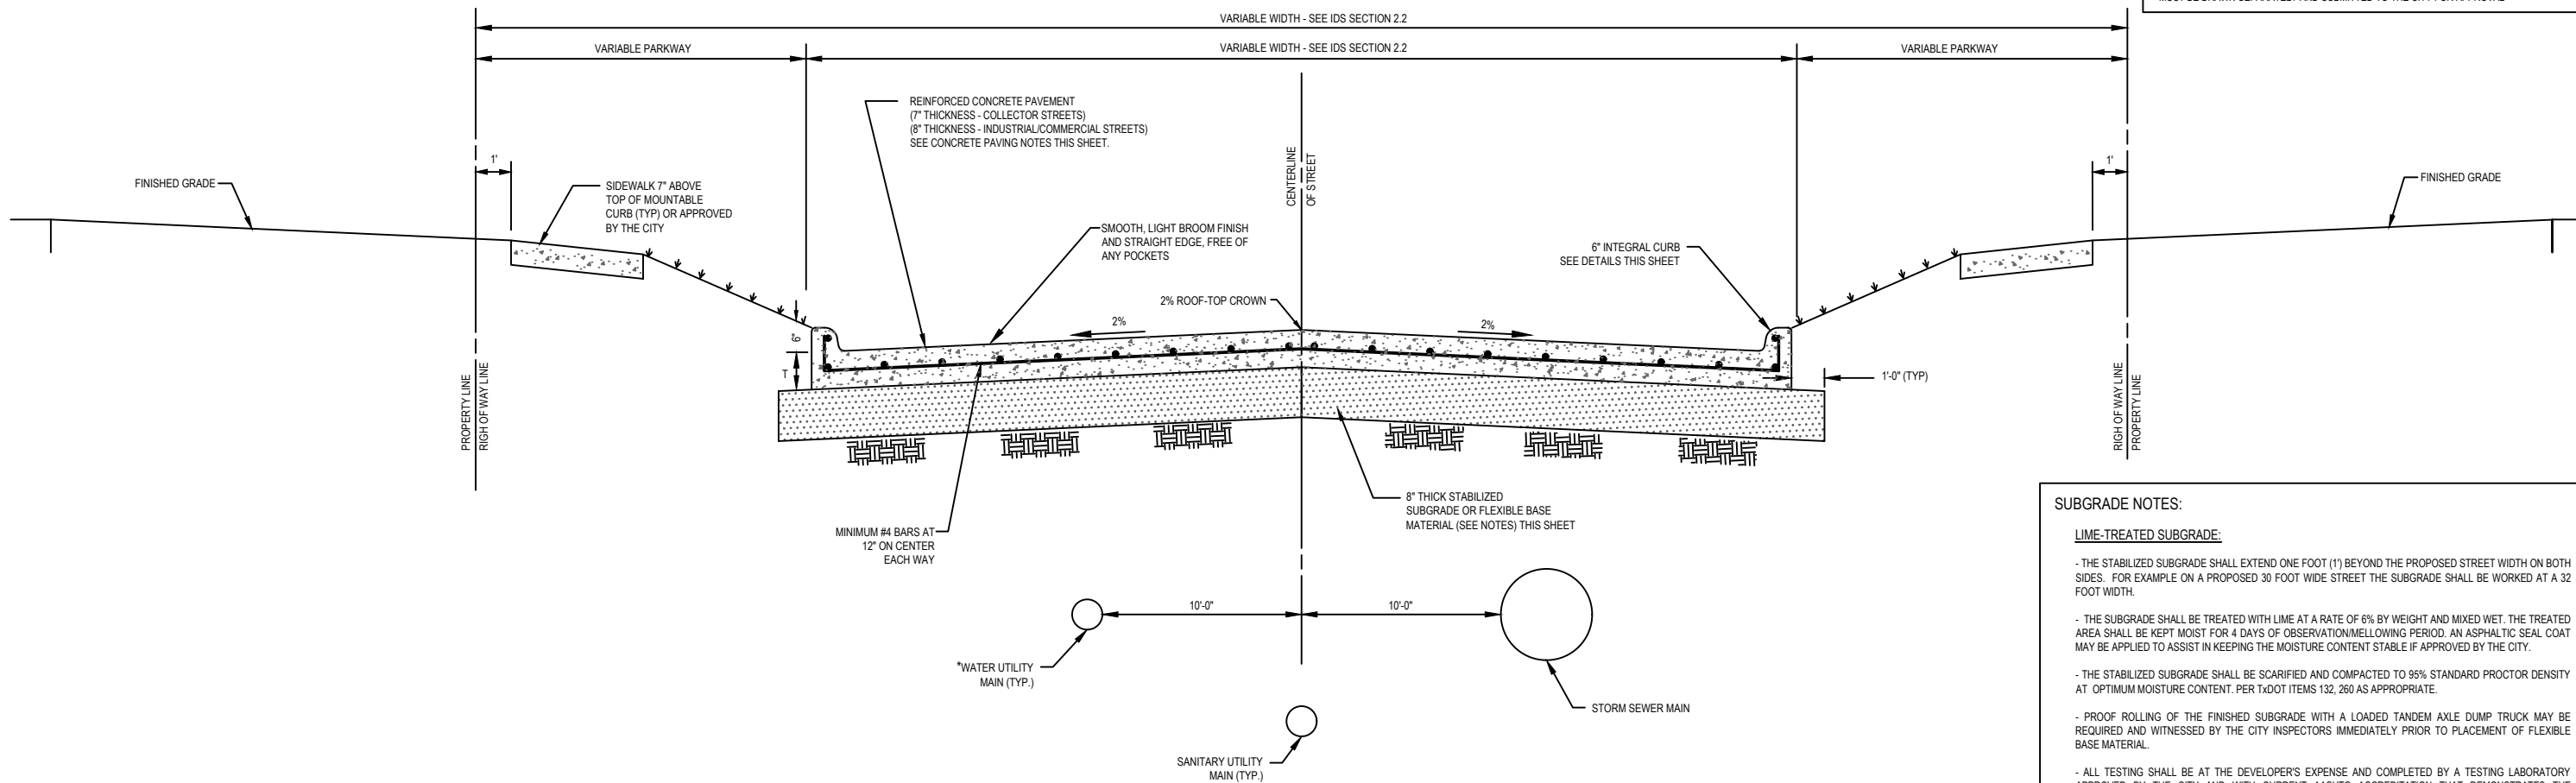 VARIABLE WIDTH - SEE IDS SECTION 2.2
VARIABLE PARKWAY
VARIABLE WIDTH - SEE IDS SECTION 2.2
VARIABLE PARKWAY
REINFORCED CONCRETE PAVEMENT
(7" THICKNESS - COLLECTOR STREETS)
(8" THICKNESS - INDUSTRIAL/COMMERCIAL STREETS)
SEE CONCRETE PAVING NOTES THIS SHEET.
1'
1'
FINISHED GRADE
SIDEWALK 7" ABOVE
TOP OF MOUNTABLE
CURB (TYP) OR APPROVED
BY THE CITY
CENTERLINE
OF STREET
FINISHED GRADE
SMOOTH, LIGHT BROOM FINISH
AND STRAIGHT EDGE, FREE OF
ANY POCKETS
6" INTEGRAL CURB
SEE DETAILS THIS SHEET
2% ROOF-TOP CROWN
2%
2%
6"
T
1'-0" (TYP)
PROPERTY LINE
RIGH OF WAY LINE
RIGH OF WAY LINE
PROPERTY LINE
8" THICK STABILIZED
SUBGRADE OR FLEXIBLE BASE
MATERIAL (SEE NOTES) THIS SHEET
MINIMUM #4 BARS AT
12" ON CENTER
EACH WAY
10'-0"
10'-0"
*WATER UTILITY
MAIN (TYP.)
STORM SEWER MAIN
SANITARY UTILITY
MAIN (TYP.)
SUBGRADE NOTES:
LIME-TREATED SUBGRADE:
- THE STABILIZED SUBGRADE SHALL EXTEND ONE FOOT (1') BEYOND THE PROPOSED STREET WIDTH ON BOTH
SIDES. FOR EXAMPLE ON A PROPOSED 30 FOOT WIDE STREET THE SUBGRADE SHALL BE WORKED AT A 32
FOOT WIDTH.
- THE SUBGRADE SHALL BE TREATED WITH LIME AT A RATE OF 6% BY WEIGHT AND MIXED WET. THE TREATED
AREA SHALL BE KEPT MOIST FOR 4 DAYS OF OBSERVATION/MELLOWING PERIOD. AN ASPHALTIC SEAL COAT
MAY BE APPLIED TO ASSIST IN KEEPING THE MOISTURE CONTENT STABLE IF APPROVED BY THE CITY.
- THE STABILIZED SUBGRADE SHALL BE SCARIFIED AND COMPACTED TO 95% STANDARD PROCTOR DENSITY
AT OPTIMUM MOISTURE CONTENT. PER TxDOT ITEMS 132, 260 AS APPROPRIATE.
- PROOF ROLLING OF THE FINISHED SUBGRADE WITH A LOADED TANDEM AXLE DUMP TRUCK MAY BE
REQUIRED AND WITNESSED BY THE CITY INSPECTORS IMMEDIATELY PRIOR TO PLACEMENT OF FLEXIBLE
BASE MATERIAL.
- ALL TESTING SHALL BE AT THE DEVELOPER'S EXPENSE AND COMPLETED BY A TESTING LABORATORY